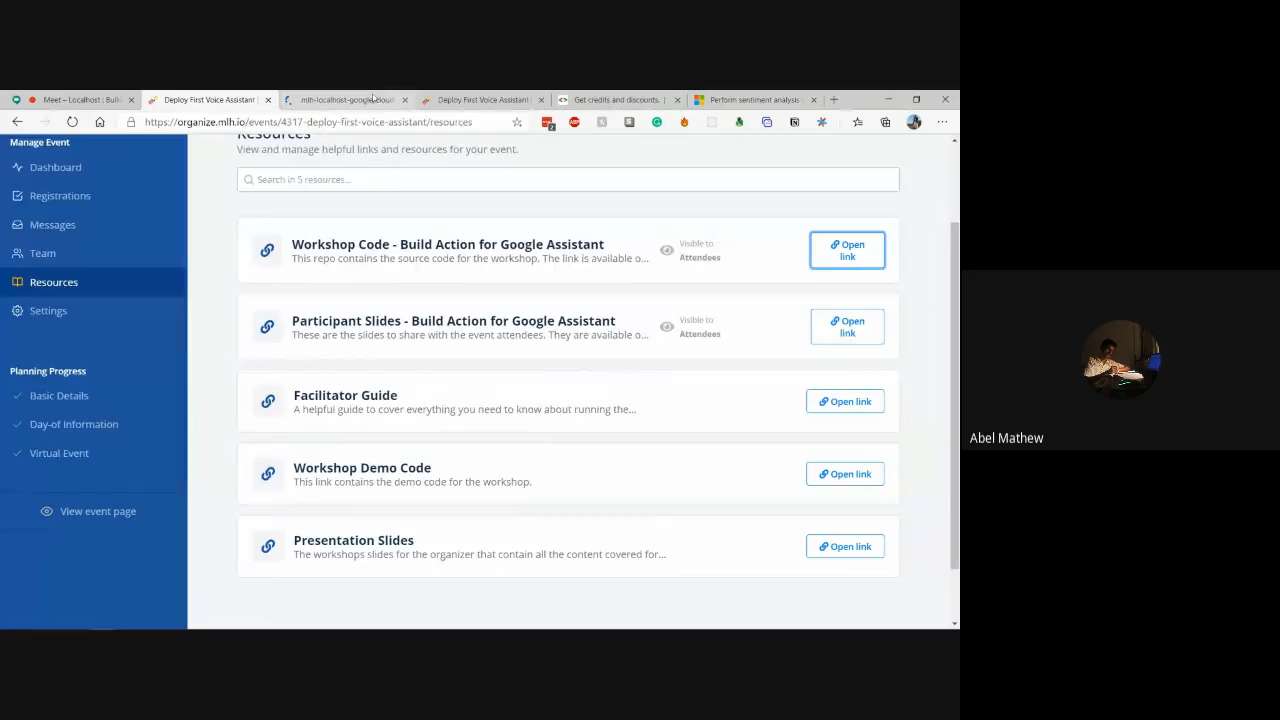 Meet – Localhost : Build
Deploy First Voice Assistant |
mlh-localhost-google-cloud
Deploy First Voice Assistant
Get credits and discounts. |
Perform sentiment analysis
https://organize.mlh.io/events/4317-deploy-first-voice-assistant/resources
Manage Event
Dashboard
Registrations
Messages
Team
Resources
Settings
Planning Progress
Basic Details
Day-of Information
Virtual Event
View event page
Resources
View and manage helpful links and resources for your event.
Search in 5 resources...
Workshop Code - Build Action for Google Assistant
This repo contains the source code for the workshop. The link is available o...
Visible to
Attendees
Open
link
Participant Slides - Build Action for Google Assistant
These are the slides to share with the event attendees. They are available o...
Visible to
Attendees
Open
link
Facilitator Guide
A helpful guide to cover everything you need to know about running the...
Open link
Workshop Demo Code
This link contains the demo code for the workshop.
Open link
Presentation Slides
The workshops slides for the organizer that contain all the content covered for...
Open link
Abel Mathew